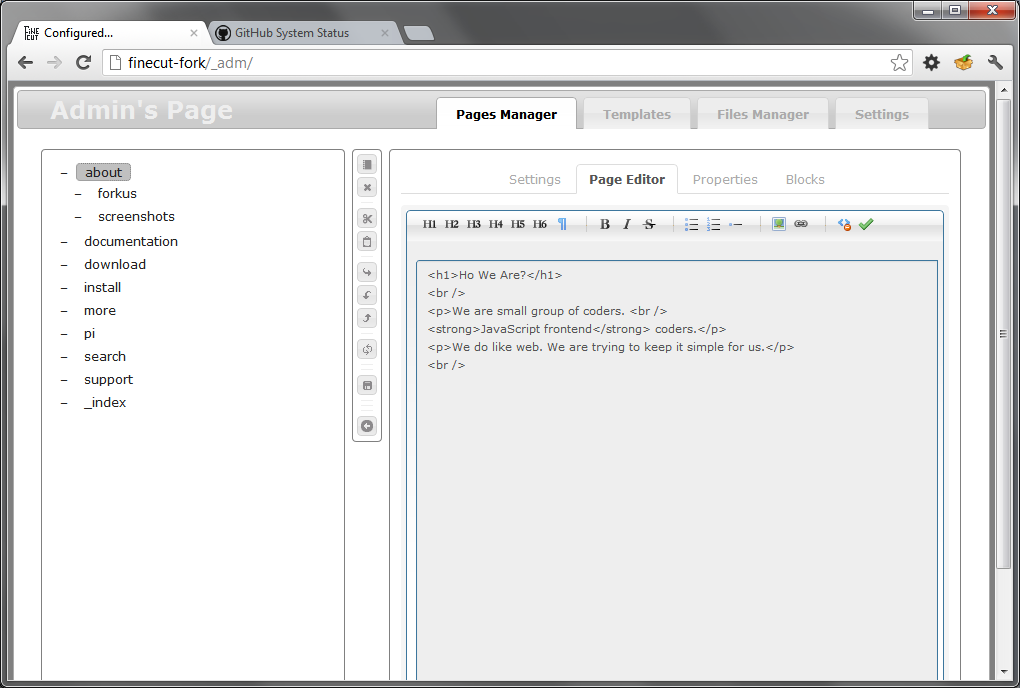 FINE CUT Configured...
GitHub System Status
finecut-fork/_adm/
Admin's Page
Pages Manager
Templates
Files Manager
Settings
– about
– forkus
– screenshots
– documentation
– download
– install
– more
– pi
– search
– support
– _index
Settings
Page Editor
Properties
Blocks
H1 H2 H3 H4 H5 H6 ¶ B I S
<h1>Ho We Are?</h1>
<br />
<p>We are small group of coders. <br />
<strong>JavaScript frontend</strong> coders.</p>
<p>We do like web. We are trying to keep it simple for us.</p>
<br />